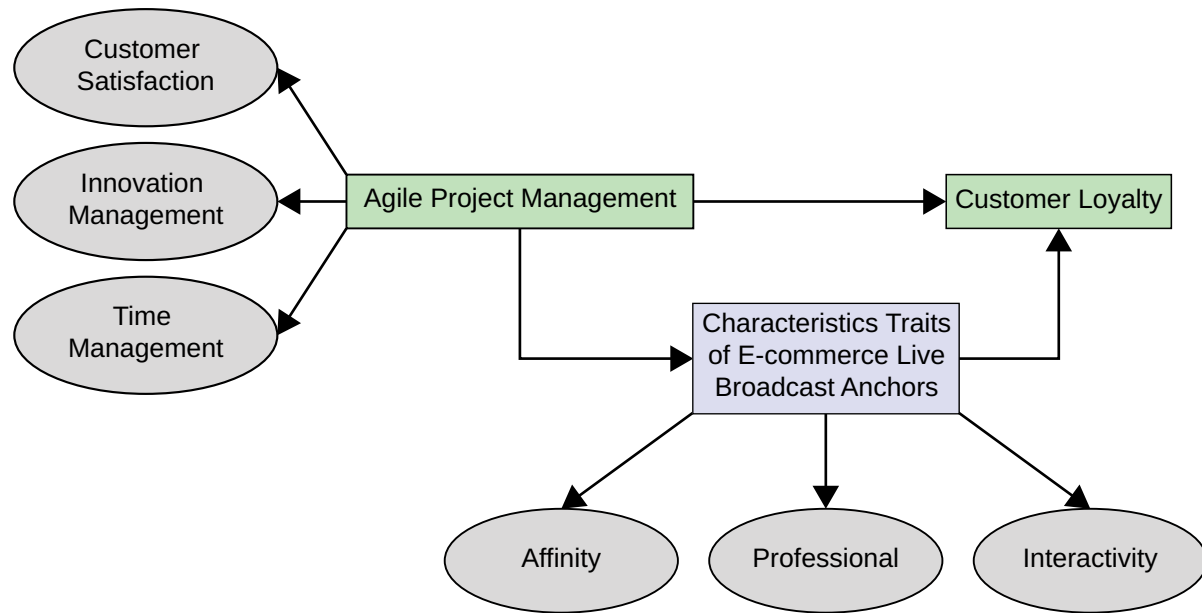 Customer
Satisfaction
Innovation
Management
Agile Project Management
Customer Loyalty
Time
Management
Characteristics Traits
of E-commerce Live
Broadcast Anchors
Affinity
Professional
Interactivity